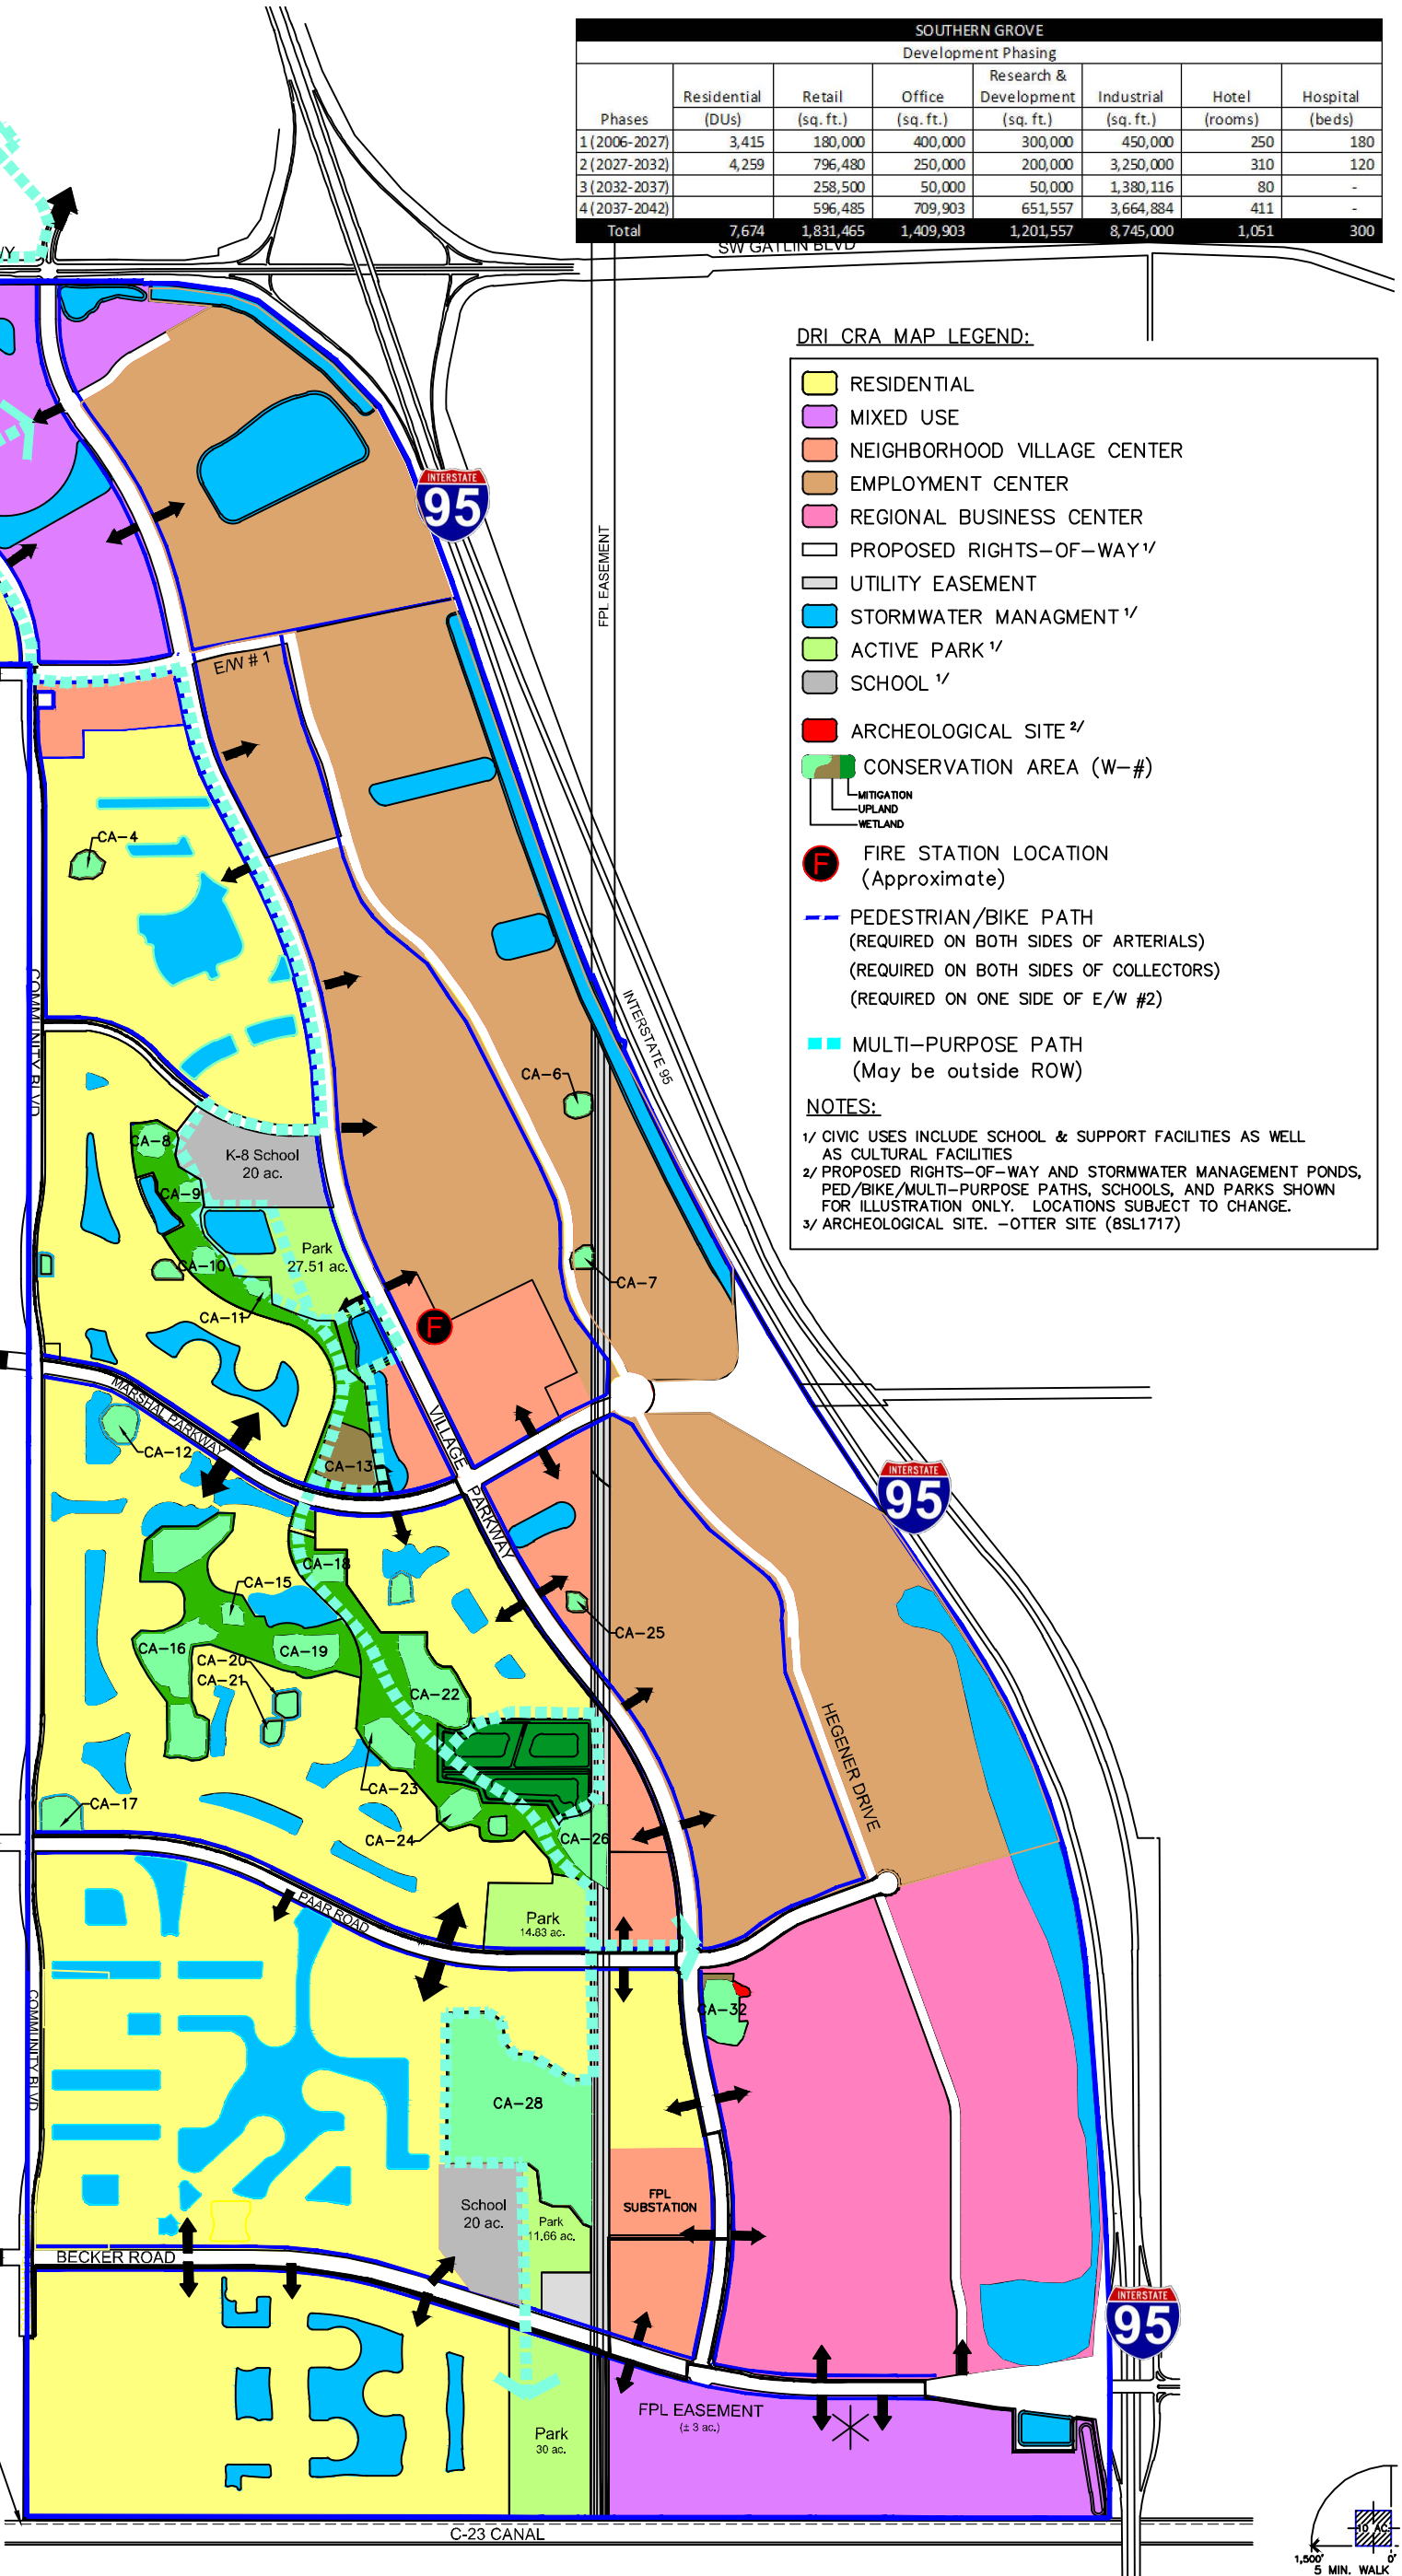 SOUTHERN GROVE
Development Phasing
Phases Residential (DUs) Retail (sq. ft.) Office (sq. ft.) Research & Development (sq. ft.) Industrial (sq. ft.) Hotel (rooms) Hospital (beds)
1 (2006-2027) 3,415 180,000 400,000 300,000 450,000 250 180
2 (2027-2032) 4,259 796,480 250,000 200,000 3,250,000 310 120
3 (2032-2037) 258,500 50,000 50,000 1,380,116 80 -
4 (2037-2042) 596,485 709,903 651,557 3,664,884 411 -
Total 7,674 1,831,465 1,409,903 1,201,557 8,745,000 1,051 300
SW GATLIN BLVD
DRI CRA MAP LEGEND:
RESIDENTIAL
MIXED USE
NEIGHBORHOOD VILLAGE CENTER
EMPLOYMENT CENTER
REGIONAL BUSINESS CENTER
PROPOSED RIGHTS-OF-WAY 1/
UTILITY EASEMENT
STORMWATER MANAGMENT 1/
ACTIVE PARK 1/
SCHOOL 1/
ARCHEOLOGICAL SITE 2/
CONSERVATION AREA (W-#)
MITIGATION
UPLAND
WETLAND
F
FIRE STATION LOCATION
(Approximate)
PEDESTRIAN/BIKE PATH
(REQUIRED ON BOTH SIDES OF ARTERIALS)
(REQUIRED ON BOTH SIDES OF COLLECTORS)
(REQUIRED ON ONE SIDE OF E/W #2)
MULTI-PURPOSE PATH
(May be outside ROW)
NOTES:
1/ CIVIC USES INCLUDE SCHOOL & SUPPORT FACILITIES AS WELL
AS CULTURAL FACILITIES
2/ PROPOSED RIGHTS-OF-WAY AND STORMWATER MANAGEMENT PONDS,
PED/BIKE/MULTI-PURPOSE PATHS, SCHOOLS, AND PARKS SHOWN
FOR ILLUSTRATION ONLY. LOCATIONS SUBJECT TO CHANGE.
3/ ARCHEOLOGICAL SITE. -OTTER SITE (8SL1717)
INTERSTATE
95
FPL EASEMENT
E/W # 1
CA-4
COMMUNITY BLVD
INTERSTATE 95
CA-6
CA-8
K-8 School
20 ac.
CA-9
Park
27.51 ac.
CA-10
CA-7
CA-11
F
MARSHAL PARKWAY
VILLAGE PARKWAY
CA-12
CA-13
INTERSTATE
95
CA-18
CA-15
CA-25
CA-16
CA-19
CA-20
CA-21
CA-22
HEGENER DRIVE
CA-23
CA-17
CA-24
CA-26
PAAR ROAD
Park
14.83 ac.
CA-32
COMMUNITY BLVD
CA-28
FPL
SUBSTATION
School
20 ac.
Park
11.66 ac.
BECKER ROAD
INTERSTATE
95
FPL EASEMENT
(± 3 ac.)
Park
30 ac.
C-23 CANAL
10 AC
1,500' 0'
5 MIN. WALK